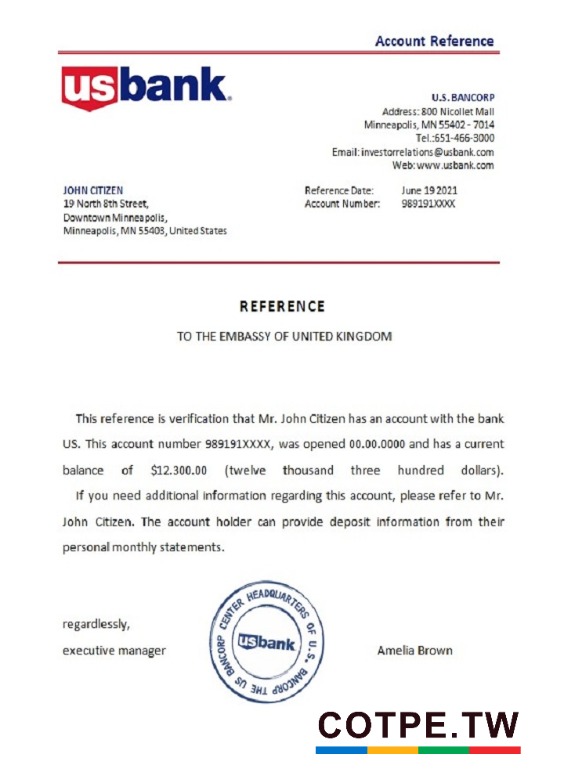 Account Reference
usbank.
U.S. BANCORP
Address: 800 Nicollet Mall
Minneapolis, MN 55402 - 7014
Tel.:651-466-3000
Email: investorrelations@usbank.com
Web: www.usbank.com
JOHN CITIZEN
19 North 8th Street,
Downtown Minneapolis,
Minneapolis, MN 55403, United States
Reference Date: June 19 2021
Account Number: 989191XXXX
REFERENCE
TO THE EMBASSY OF UNITED KINGDOM
This reference is verification that Mr. John Citizen has an account with the bank
US. This account number 989191XXXX, was opened 00.00.0000 and has a current
balance of $12.300.00 (twelve thousand three hundred dollars).
If you need additional information regarding this account, please refer to Mr.
John Citizen. The account holder can provide deposit information from their
personal monthly statements.
regardlessly,
executive manager
CENTER HEADQUARTERS OF U.S. BANCORP THE US BANCORP
usbank
Amelia Brown
COTPE.TW